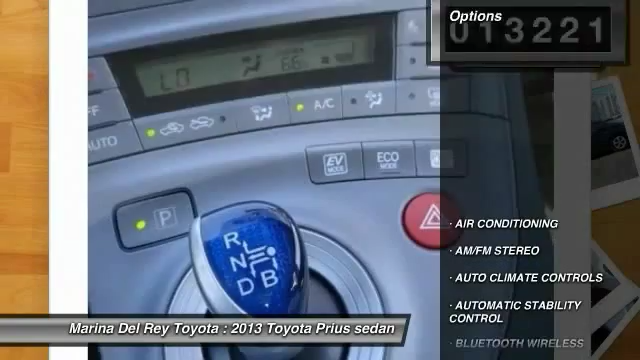 Options
013221
LO
66
OFF
A/C
AUTO
EV
MODE
ECO
MODE
P
R
N
D
B
· AIR CONDITIONING
· AM/FM STEREO
· AUTO CLIMATE CONTROLS
· AUTOMATIC STABILITY
CONTROL
· BLUETOOTH WIRELESS
Marina Del Rey Toyota : 2013 Toyota Prius sedan